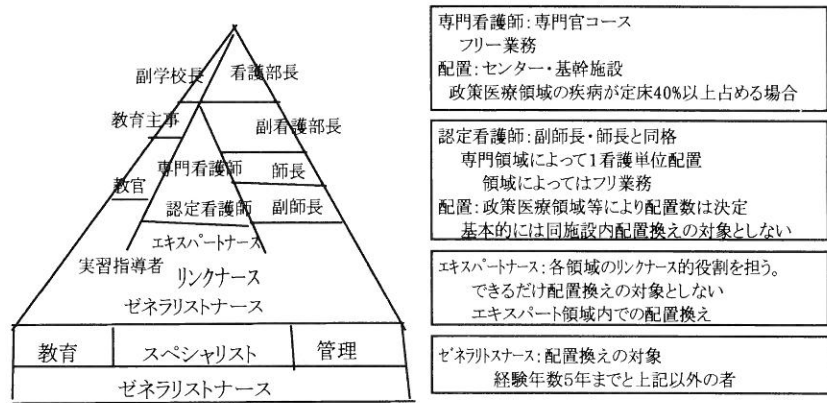 副学校長
看護部長
教育主事
副看護部長
専門看護師
師長
教官
認定看護師
副師長
エキスパートナース
実習指導者
リンクナース
ゼネラリストナース
教育
スペシャリスト
管理
ゼネラリストナース
専門看護師:専門官コース
フリー業務
配置:センター・基幹施設
政策医療領域の疾病が定床40%以上占める場合
認定看護師:副師長・師長と同格
専門領域によって1看護単位配置
領域によってはフリ業務
配置:政策医療領域等により配置数は決定
基本的には同施設内配置換えの対象としない
エキスパートナース:各領域のリンクナース的役割を担う。
できるだけ配置換えの対象としない
エキスパート領域内での配置換え
ゼネラリトスナース:配置換えの対象
経験年数5年までと上記以外の者